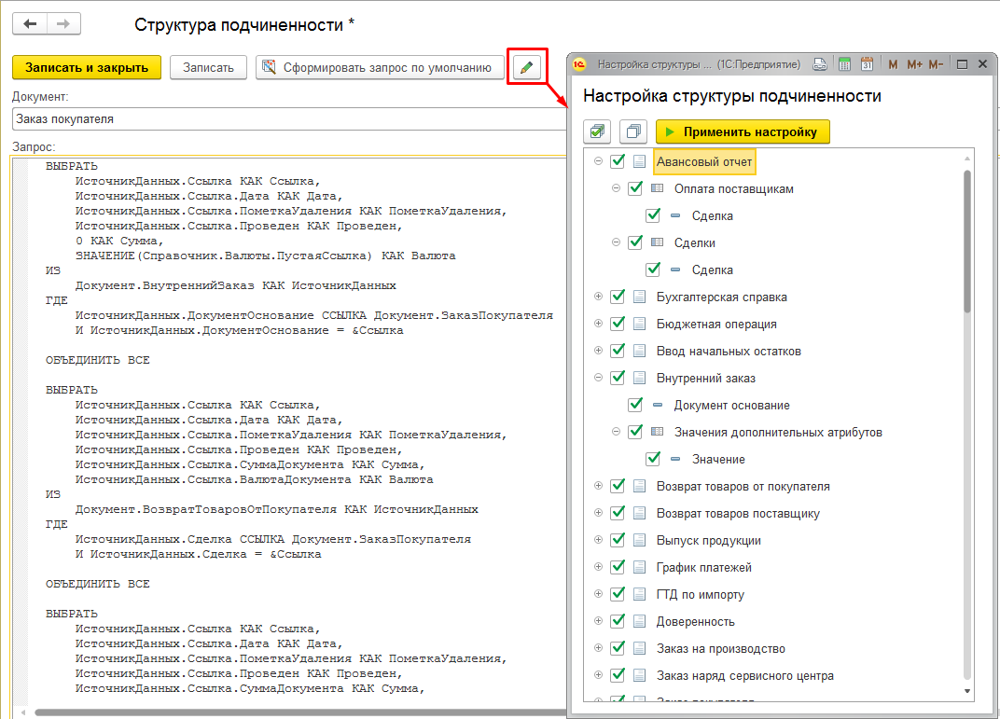 Структура подчиненности *
Записать и закрыть
Записать
Сформировать запрос по умолчанию
Документ:
Заказ покупателя
Запрос:
ВЫБРАТЬ
ИсточникДанных.Ссылка КАК Ссылка,
ИсточникДанных.Дата КАК Дата,
ИсточникДанных.ПометкаУдаления КАК ПометкаУдаления,
ИсточникДанных.Проведен КАК Проведен,
0 КАК Сумма,
ЗНАЧЕНИЕ(Справочник.Валюты.ПустаяСсылка) КАК Валюта
ИЗ
Документ.ВнутреннийЗаказ КАК ИсточникДанных
ГДЕ
ИсточникДанных.ДокументОснование ССЫЛКА Документ.ЗаказПокупателя
И ИсточникДанных.ДокументОснование = &Ссылка
ОБЪЕДИНИТЬ ВСЕ
ВЫБРАТЬ
ИсточникДанных.Ссылка КАК Ссылка,
ИсточникДанных.Ссылка.Дата КАК Дата,
ИсточникДанных.Ссылка.ПометкаУдаления КАК ПометкаУдаления,
ИсточникДанных.Ссылка.Проведен КАК Проведен,
ИсточникДанных.Ссылка.СуммаДокумента КАК Сумма,
ИсточникДанных.Ссылка.ВалютаДокумента КАК Валюта
ИЗ
Документ.ВозвратТоваровОтПокупателя КАК ИсточникДанных
ГДЕ
ИсточникДанных.Сделка ССЫЛКА Документ.ЗаказПокупателя
И ИсточникДанных.Сделка = &Ссылка
ОБЪЕДИНИТЬ ВСЕ
ВЫБРАТЬ
ИсточникДанных.Ссылка КАК Ссылка,
ИсточникДанных.Ссылка.Дата КАК Дата,
ИсточникДанных.Ссылка.ПометкаУдаления КАК ПометкаУдаления,
ИсточникДанных.Ссылка.Проведен КАК Проведен,
ИсточникДанных.Ссылка.СуммаДокумента КАК Сумма,
Настройка структуры ... (1С:Предприятие)
M M+ M-
Настройка структуры подчиненности
Применить настройку
Авансовый отчет
Оплата поставщикам
Сделка
Сделки
Сделка
Бухгалтерская справка
Бюджетная операция
Ввод начальных остатков
Внутренний заказ
Документ основание
Значения дополнительных атрибутов
Значение
Возврат товаров от покупателя
Возврат товаров поставщику
Выпуск продукции
График платежей
ГТД по импорту
Доверенность
Заказ на производство
Заказ наряд сервисного центра